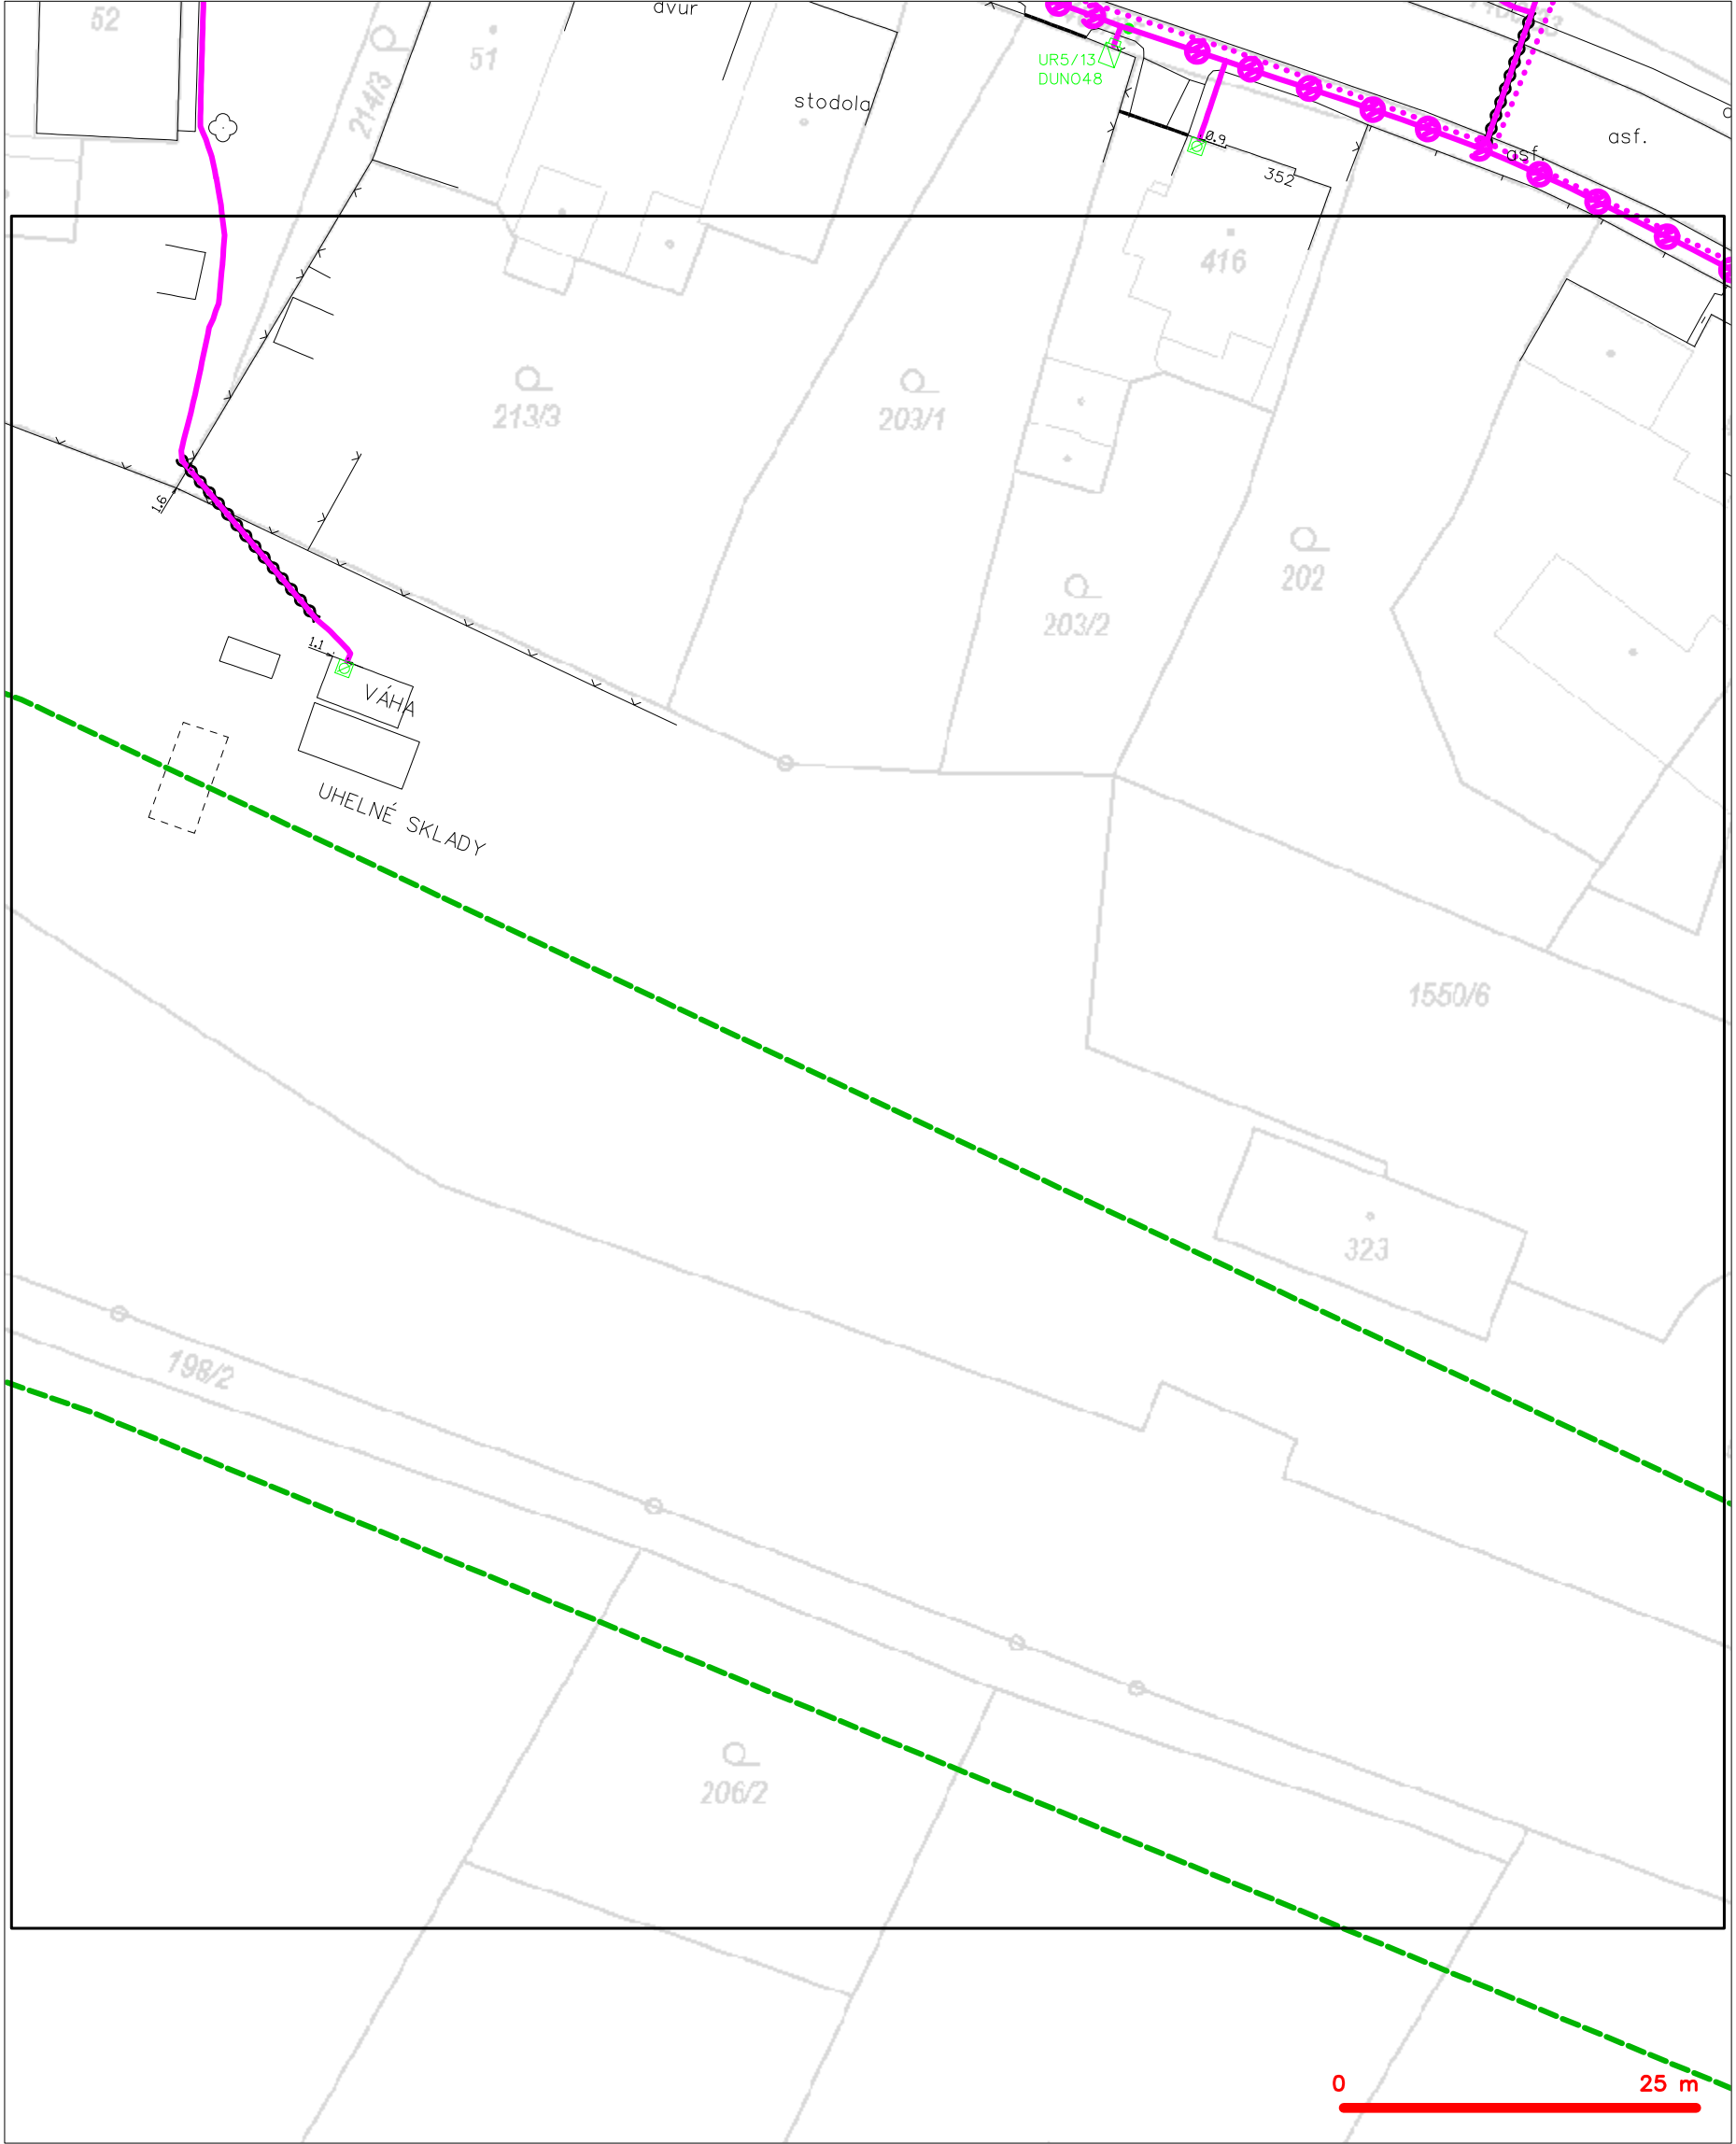 52
dvur
214/3
51
UR5/13
DUN048
stodola
asf.
asf.
0.9
352
416
213/3
203/1
1.6
202
203/2
1.1
VÁHA
UHELNÉ SKLADY
1550/6
323
198/2
206/2
0 25 m